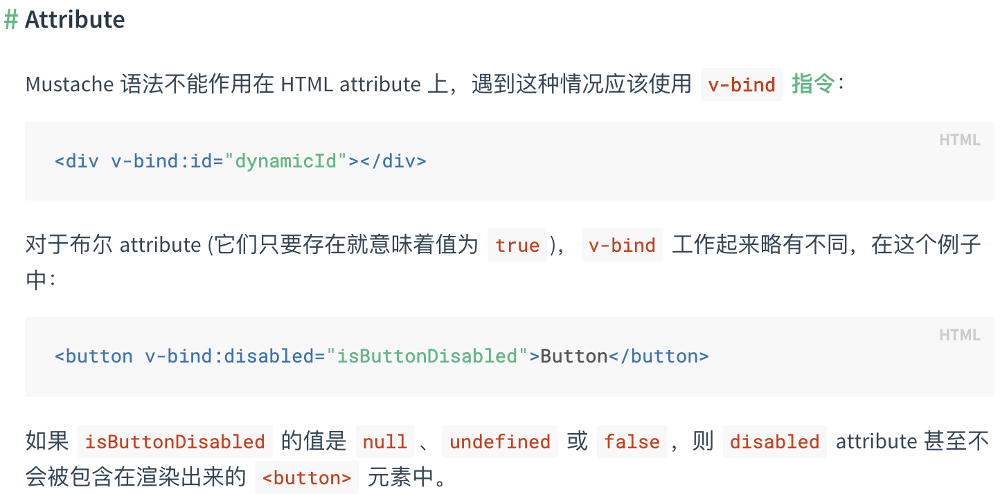 # Attribute
Mustache 语法不能作用在 HTML attribute 上，遇到这种情况应该使用 v-bind 指令：
HTML
<div v-bind:id="dynamicId"></div>
对于布尔 attribute (它们只要存在就意味着值为 true)， v-bind 工作起来略有不同，在这个例子
中：
HTML
<button v-bind:disabled="isButtonDisabled">Button</button>
如果 isButtonDisabled 的值是 null 、 undefined 或 false ，则 disabled attribute 甚至不
会被包含在渲染出来的 <button> 元素中。